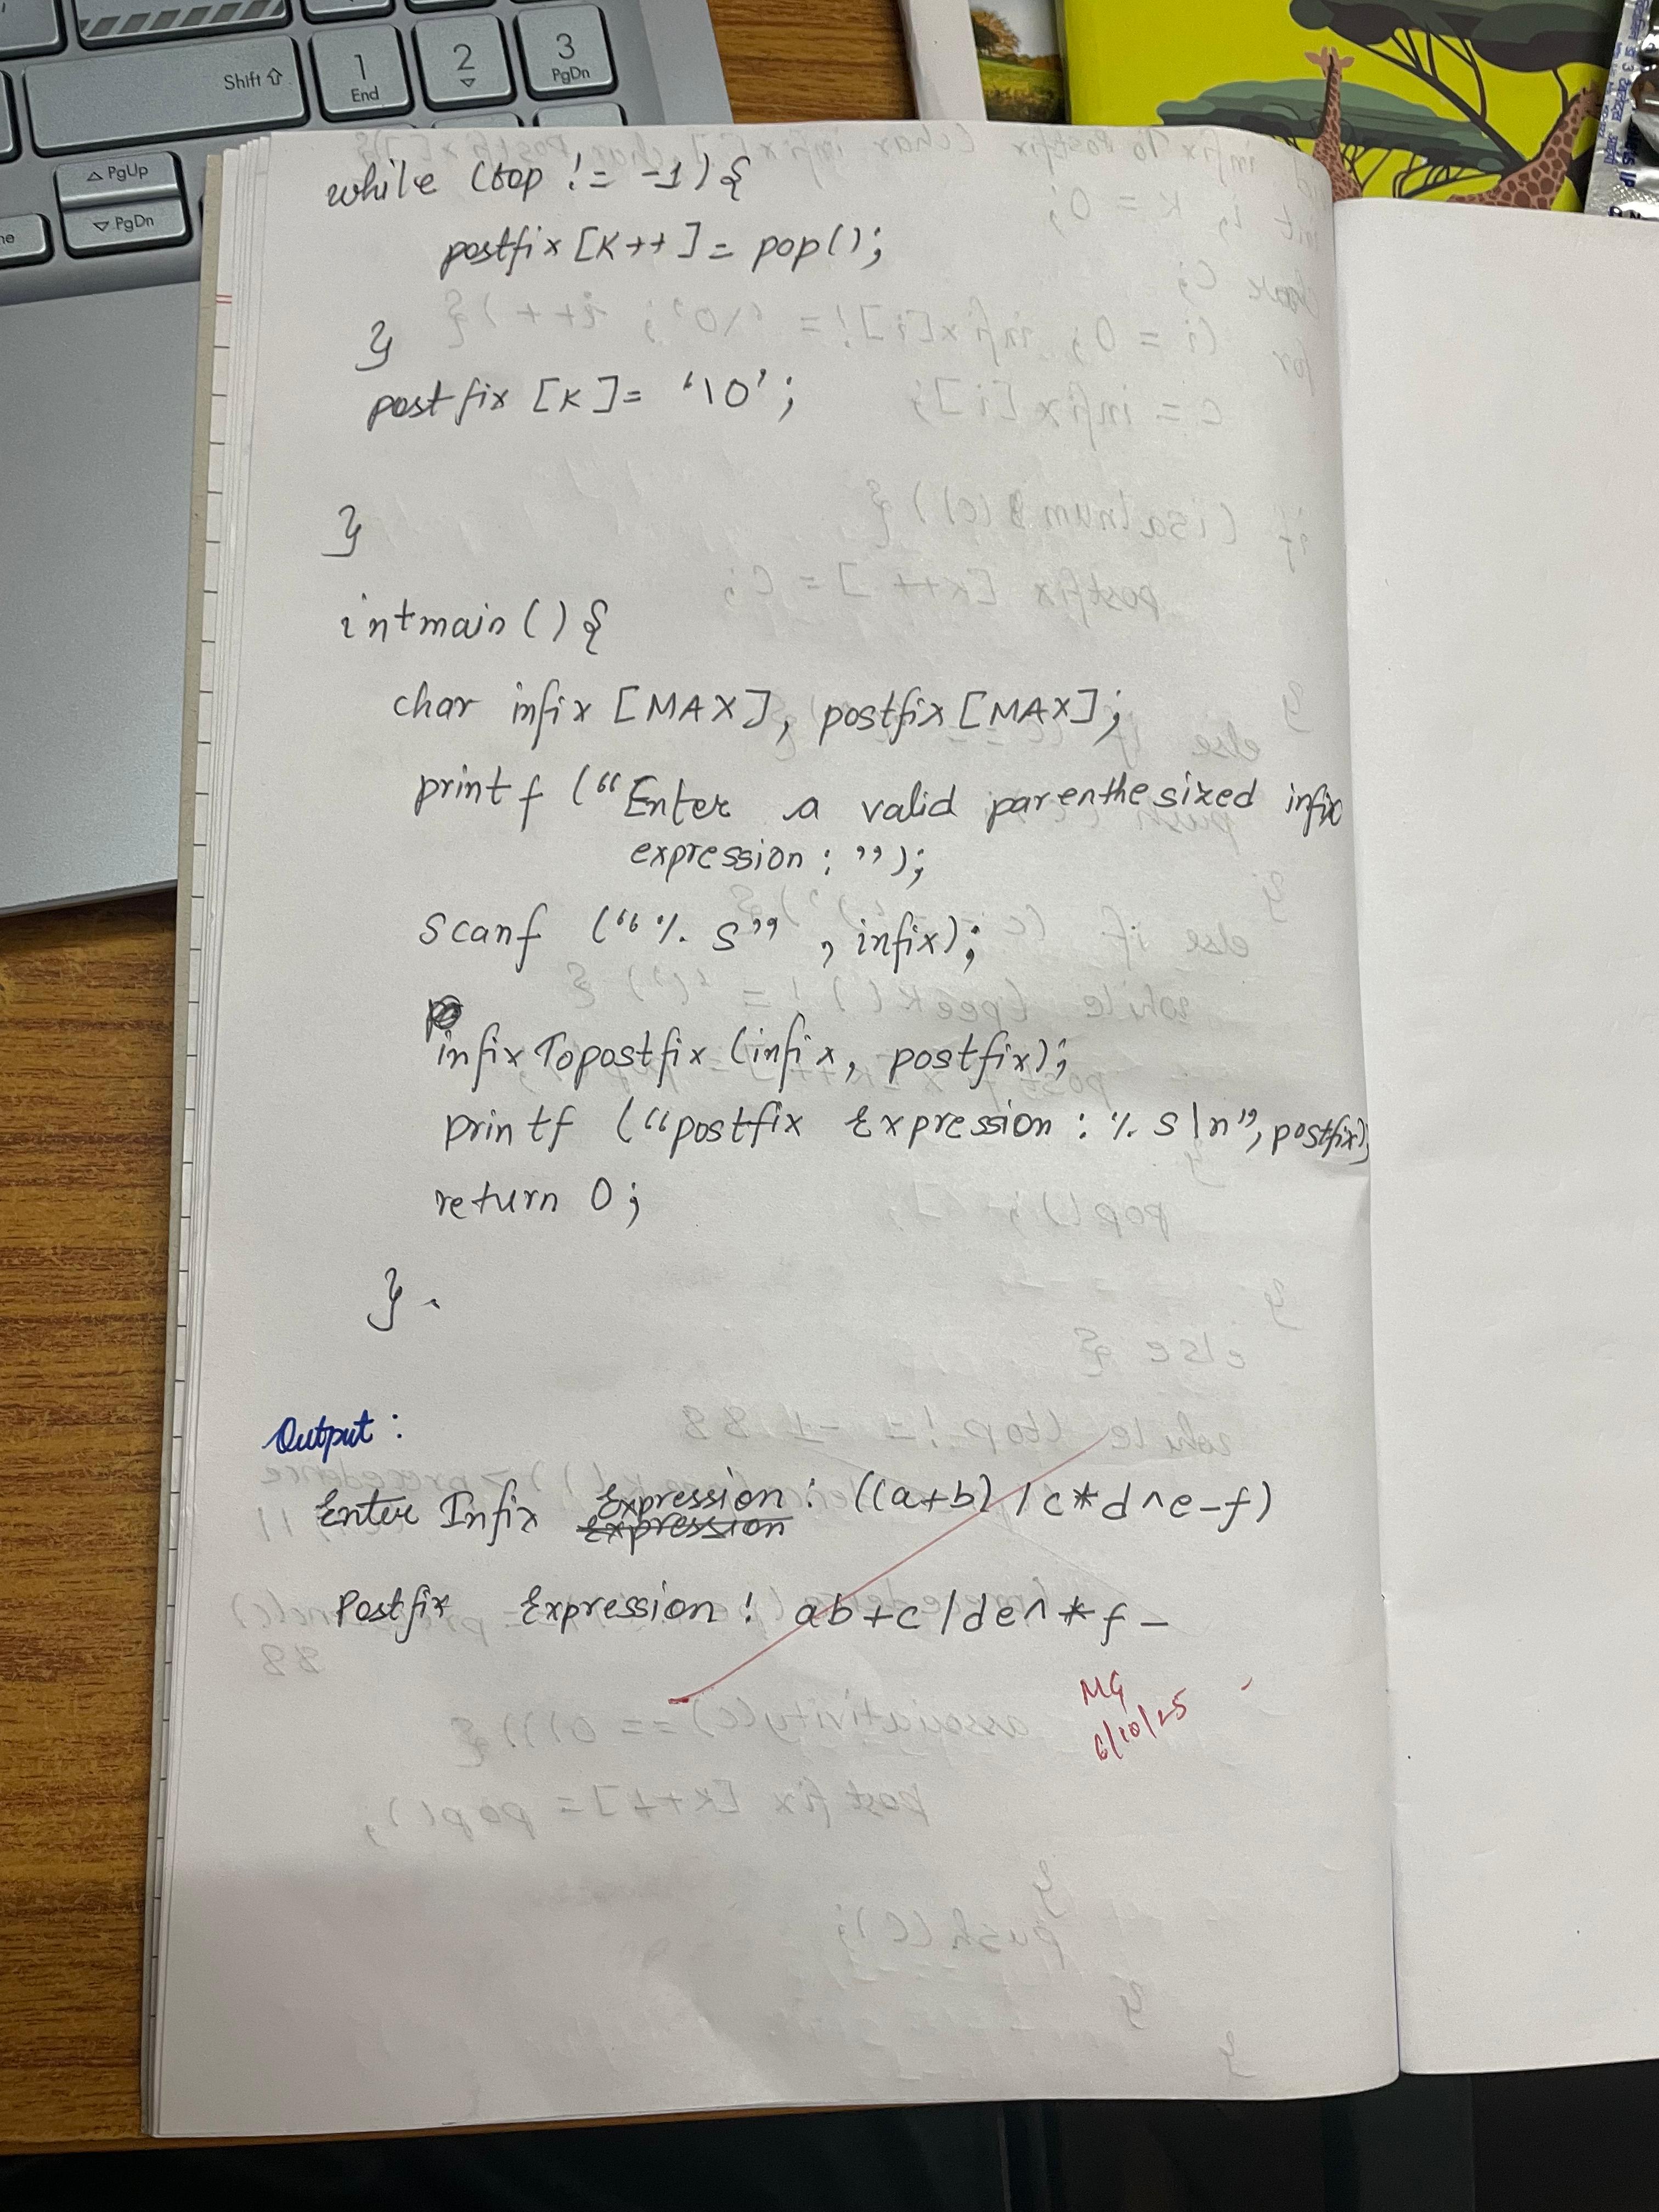 Shift ⇧
1
End
2
3
PgDn
PgUp
PgDn
while (top != -1) {
postfix [K++] = pop();
}
postfix [K] = '\0';
}
intmain () {
char infix [MAX], postfix [MAX];
printf ("Enter a valid parenthesized infix
expression : ");
scanf ("%s", infix);
infixTopostfix (infix, postfix);
printf ("postfix Expression : %s\n", postfix);
return 0;
}
Output :
Enter Infix Expression : ((a+b) / c*d^e-f)
Expression
Postfix Expression : ab+c/de^*f-
MG
6/10/25